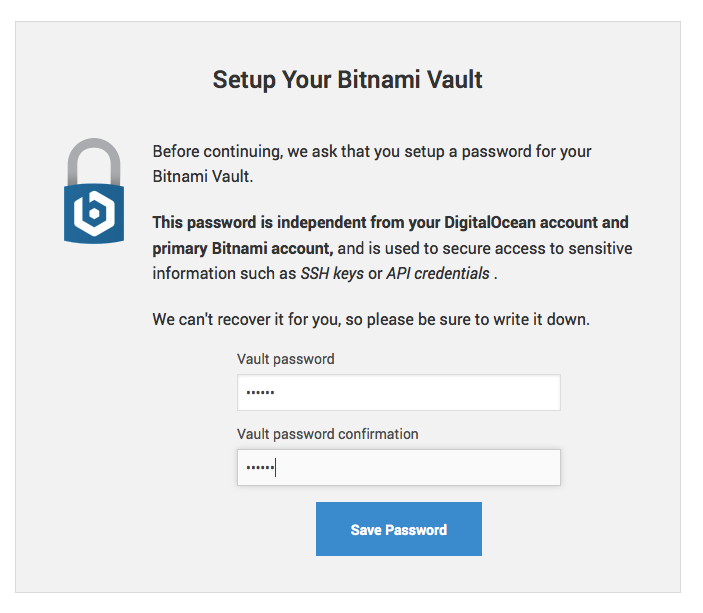 Setup Your Bitnami Vault
Before continuing, we ask that you setup a password for your
Bitnami Vault.
This password is independent from your DigitalOcean account and
primary Bitnami account, and is used to secure access to sensitive
information such as SSH keys or API credentials .
We can't recover it for you, so please be sure to write it down.
Vault password
••••••
Vault password confirmation
••••••
Save Password